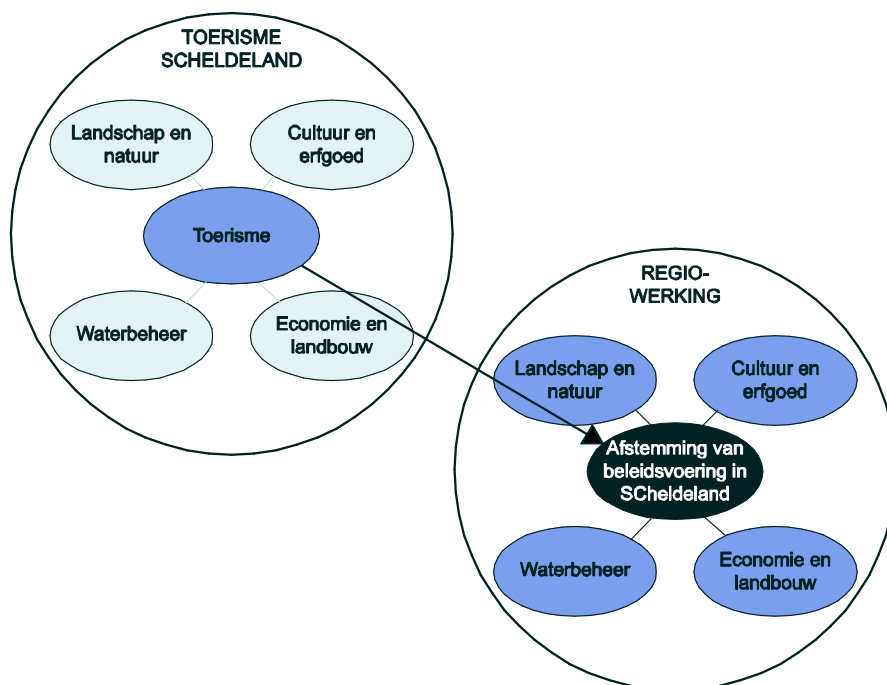 TOERISME
SCHELDELAND
Landschap en
natuur
Cultuur en
erfgoed
Toerisme
Waterbeheer
Economie en
landbouw
REGIO-
WERKING
Landschap en
natuur
Cultuur en
erfgoed
Afstemming van
beleidsvoering in
SCheldeland
Waterbeheer
Economie en
landbouw